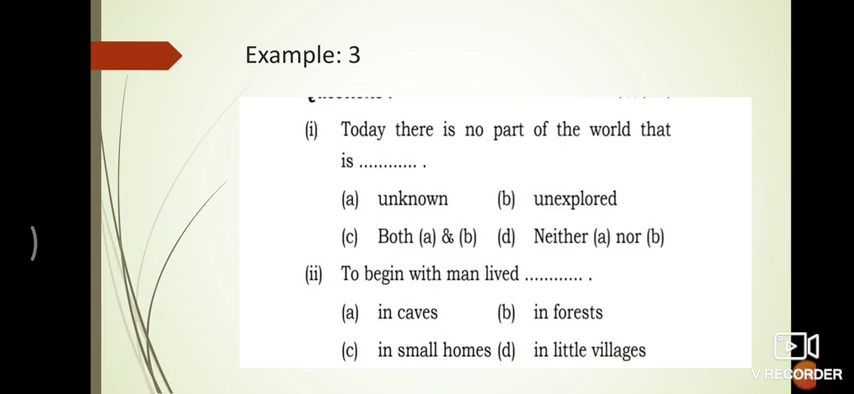 Example: 3
(i) Today there is no part of the world that
is ............ .
(a) unknown (b) unexplored
(c) Both (a) & (b) (d) Neither (a) nor (b)
(ii) To begin with man lived ............ .
(a) in caves (b) in forests
(c) in small homes (d) in little villages
V RECORDER